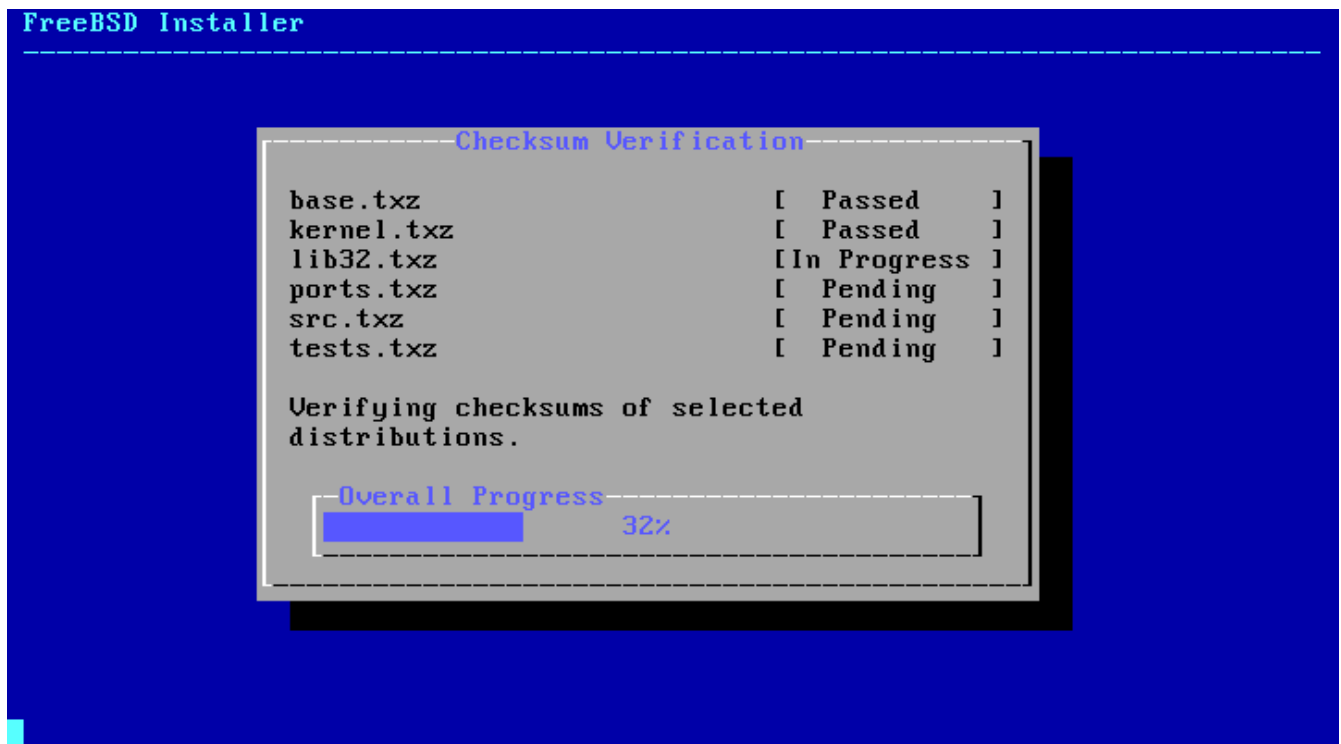 FreeBSD Installer
Checksum Verification
base.txz [ Passed ]
kernel.txz [ Passed ]
lib32.txz [In Progress ]
ports.txz [ Pending ]
src.txz [ Pending ]
tests.txz [ Pending ]
Verifying checksums of selected
distributions.
Overall Progress
32%